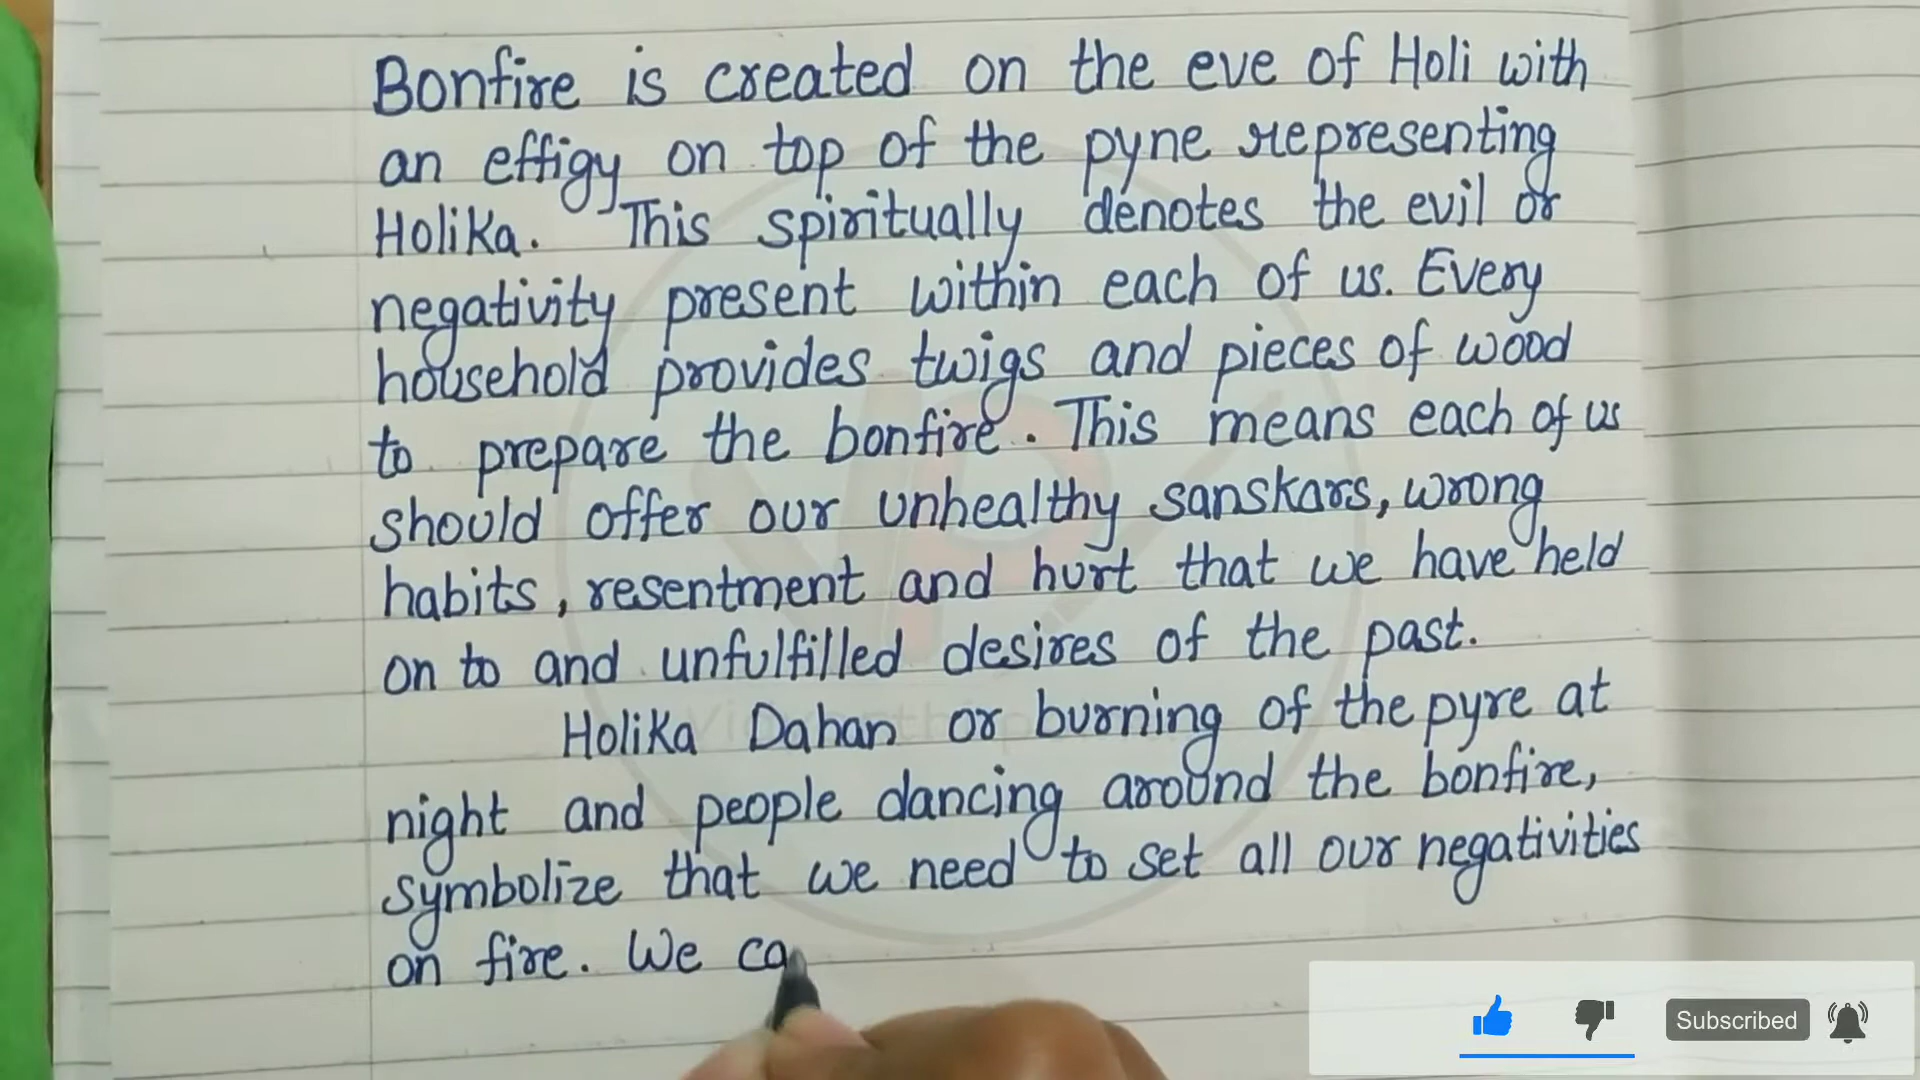 Bonfire is created on the eve of Holi with
an effigy on top of the pyne representing
Holika. This spiritually denotes the evil or
negativity present within each of us. Every
household provides twigs and pieces of wood
to prepare the bonfire. This means each of us
should offer our unhealthy sanskars, wrong
habits, resentment and hurt that we have held
on to and unfulfilled desires of the past.
Holika Dahan or burning of the pyre at
night and people dancing around the bonfire,
symbolize that we need to set all our negativities
on fire. We ca
Subscribed